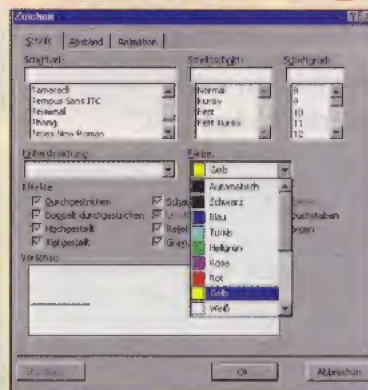 Zeichen
Schrift Abstand Animation
Schriftart: Schriftschnitt: Schriftgrad:
Tempus Sans ITC Normal 8
Terminal Kursiv 9
Fett 10
Times New Roman Fett Kursiv 11
12
Unterstreichung: Farbe:
Gelb
Automatisch
Effekte Schwarz
Durchgestrichen Blau
Doppelt durchgestrichen Türkis
Hochgestellt Hellgrün
Tiefgestellt Rosa
Vorschau Rot
Gelb
Weiß
Ok Abbrechen